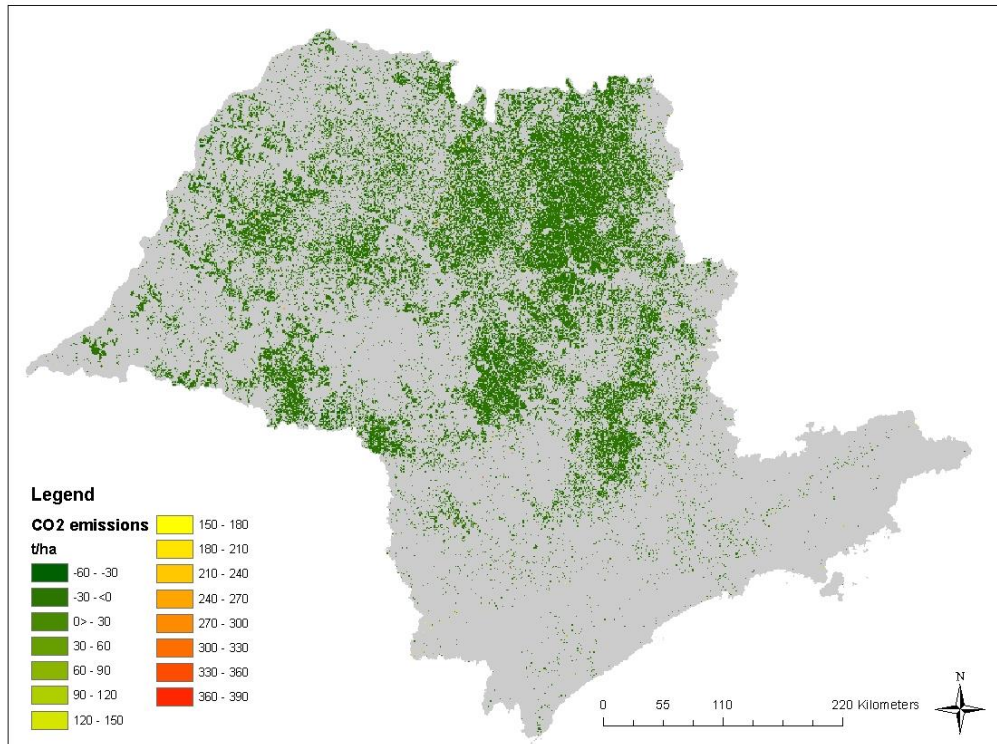 Legend
CO2 emissions
t/ha
-60 - -30
-30 - <0
0> - 30
30 - 60
60 - 90
90 - 120
120 - 150
150 - 180
180 - 210
210 - 240
240 - 270
270 - 300
300 - 330
330 - 360
360 - 390
0 55 110 220 Kilometers
N